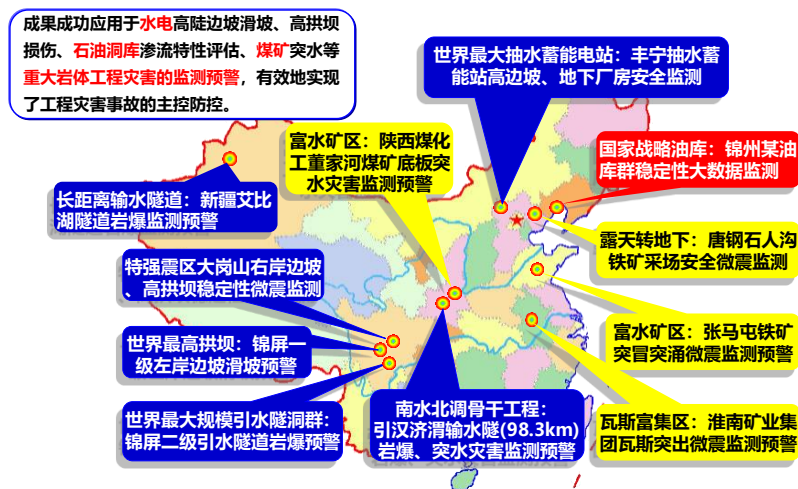 成果成功应用于水电高陡边坡滑坡、高拱坝
损伤、石油洞库渗流特性评估、煤矿突水等
重大岩体工程灾害的监测预警，有效地实现
了工程灾害事故的主控防控。
世界最大抽水蓄能电站：丰宁抽水蓄
能站高边坡、地下厂房安全监测
富水矿区：陕西煤化
工董家河煤矿底板突
水灾害监测预警
国家战略油库：锦州某油
库群稳定性大数据监测
长距离输水隧道：新疆艾比
湖隧道岩爆监测预警
露天转地下：唐钢石人沟
铁矿采场安全微震监测
特强震区大岗山右岸边坡
、高拱坝稳定性微震监测
富水矿区：张马屯铁矿
突冒突涌微震监测预警
世界最高拱坝：锦屏一
级左岸边坡滑坡预警
世界最大规模引水隧洞群：
锦屏二级引水隧道岩爆预警
南水北调骨干工程：
引汉济渭输水隧(98.3km)
岩爆、突水灾害监测预警
瓦斯富集区：淮南矿业集
团瓦斯突出微震监测预警